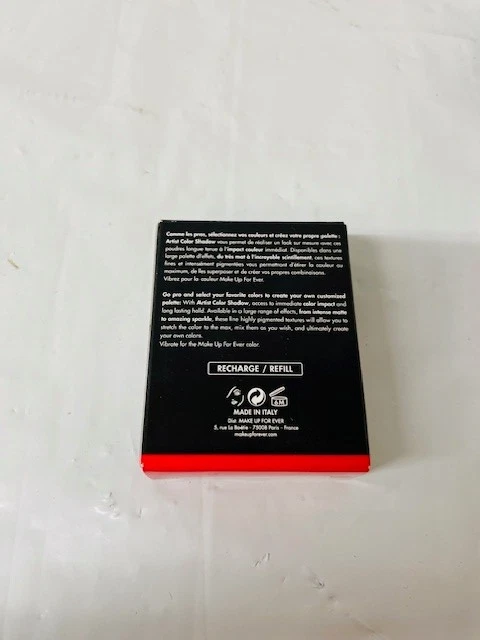 Comme les pros, sélectionnez vos couleurs et créez votre propre palette :
Artist Color Shadow vous permet de réaliser un look sur mesure avec ces
poudres longue tenue à l'impact couleur immédiat. Disponibles dans une
large palette d'effets, du très mat à l'incroyable scintillement, ces textures
fines et intensément pigmentées vous permettront d'étirer la couleur au
maximum, de les superposer et de créer vos propres combinaisons.
Vibrez pour la couleur Make Up For Ever.
Go pro and select your favorite colors to create your own customized
palette: With Artist Color Shadow, access to immediate color impact and
long lasting hold. Available in a large range of effects, from intense matte
to amazing sparkle, these fine highly pigmented textures will allow you to
stretch the color to the max, mix them as you wish, and ultimately create
your own colors.
Vibrate for the Make Up For Ever color.
RECHARGE / REFILL
6M
MADE IN ITALY
Dist. MAKE UP FOR EVER
5, rue La Boétie - 75008 Paris - France
makeupforever.com